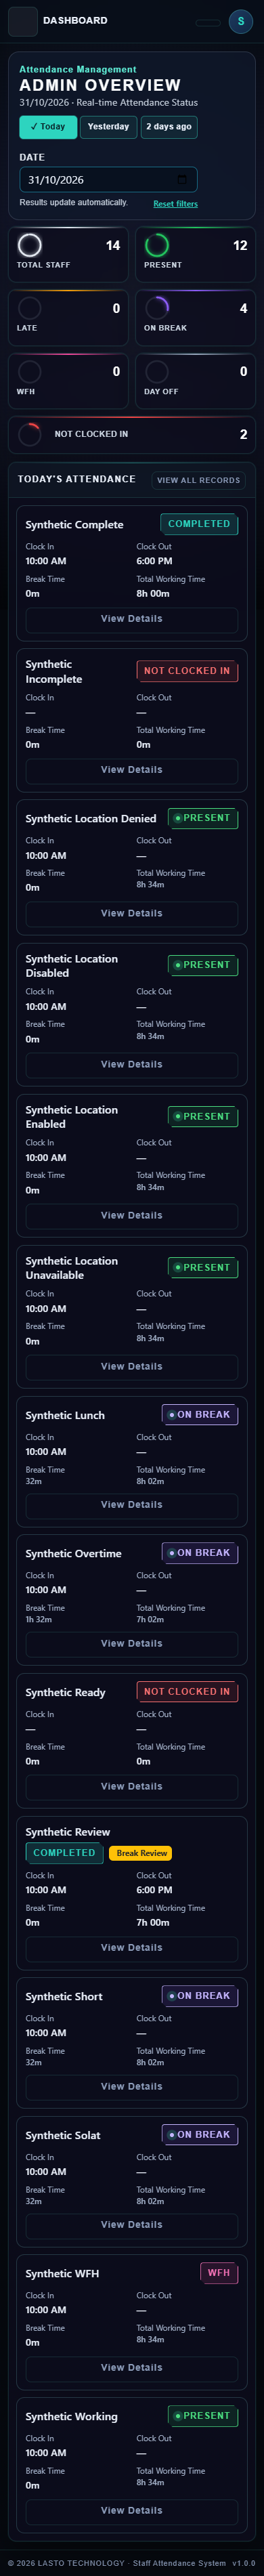 DASHBOARD
S
Attendance Management
ADMIN OVERVIEW
31/10/2026 · Real-time Attendance Status
✓ Today
Yesterday
2 days ago
DATE
31/10/2026
Results update automatically.
Reset filters
14
TOTAL STAFF
12
PRESENT
0
LATE
4
ON BREAK
0
WFH
0
DAY OFF
NOT CLOCKED IN
2
TODAY'S ATTENDANCE
VIEW ALL RECORDS
Synthetic Complete
COMPLETED
Clock In
Clock Out
10:00 AM
6:00 PM
Break Time
Total Working Time
0m
8h 00m
View Details
Synthetic
Incomplete
NOT CLOCKED IN
Clock In
Clock Out
—
—
Break Time
Total Working Time
0m
0m
View Details
Synthetic Location Denied
PRESENT
Clock In
Clock Out
10:00 AM
—
Break Time
Total Working Time
0m
8h 34m
View Details
Synthetic Location
Disabled
PRESENT
Clock In
Clock Out
10:00 AM
—
Break Time
Total Working Time
0m
8h 34m
View Details
Synthetic Location
Enabled
PRESENT
Clock In
Clock Out
10:00 AM
—
Break Time
Total Working Time
0m
8h 34m
View Details
Synthetic Location
Unavailable
PRESENT
Clock In
Clock Out
10:00 AM
—
Break Time
Total Working Time
0m
8h 34m
View Details
Synthetic Lunch
ON BREAK
Clock In
Clock Out
10:00 AM
—
Break Time
Total Working Time
32m
8h 02m
View Details
Synthetic Overtime
ON BREAK
Clock In
Clock Out
10:00 AM
—
Break Time
Total Working Time
1h 32m
7h 02m
View Details
Synthetic Ready
NOT CLOCKED IN
Clock In
Clock Out
—
—
Break Time
Total Working Time
0m
0m
View Details
Synthetic Review
COMPLETED
Break Review
Clock In
Clock Out
10:00 AM
6:00 PM
Break Time
Total Working Time
0m
7h 00m
View Details
Synthetic Short
ON BREAK
Clock In
Clock Out
10:00 AM
—
Break Time
Total Working Time
32m
8h 02m
View Details
Synthetic Solat
ON BREAK
Clock In
Clock Out
10:00 AM
—
Break Time
Total Working Time
32m
8h 02m
View Details
Synthetic WFH
WFH
Clock In
Clock Out
10:00 AM
—
Break Time
Total Working Time
0m
8h 34m
View Details
Synthetic Working
PRESENT
Clock In
Clock Out
10:00 AM
—
Break Time
Total Working Time
0m
8h 34m
View Details
© 2026 LASTO TECHNOLOGY · Staff Attendance System v1.0.0